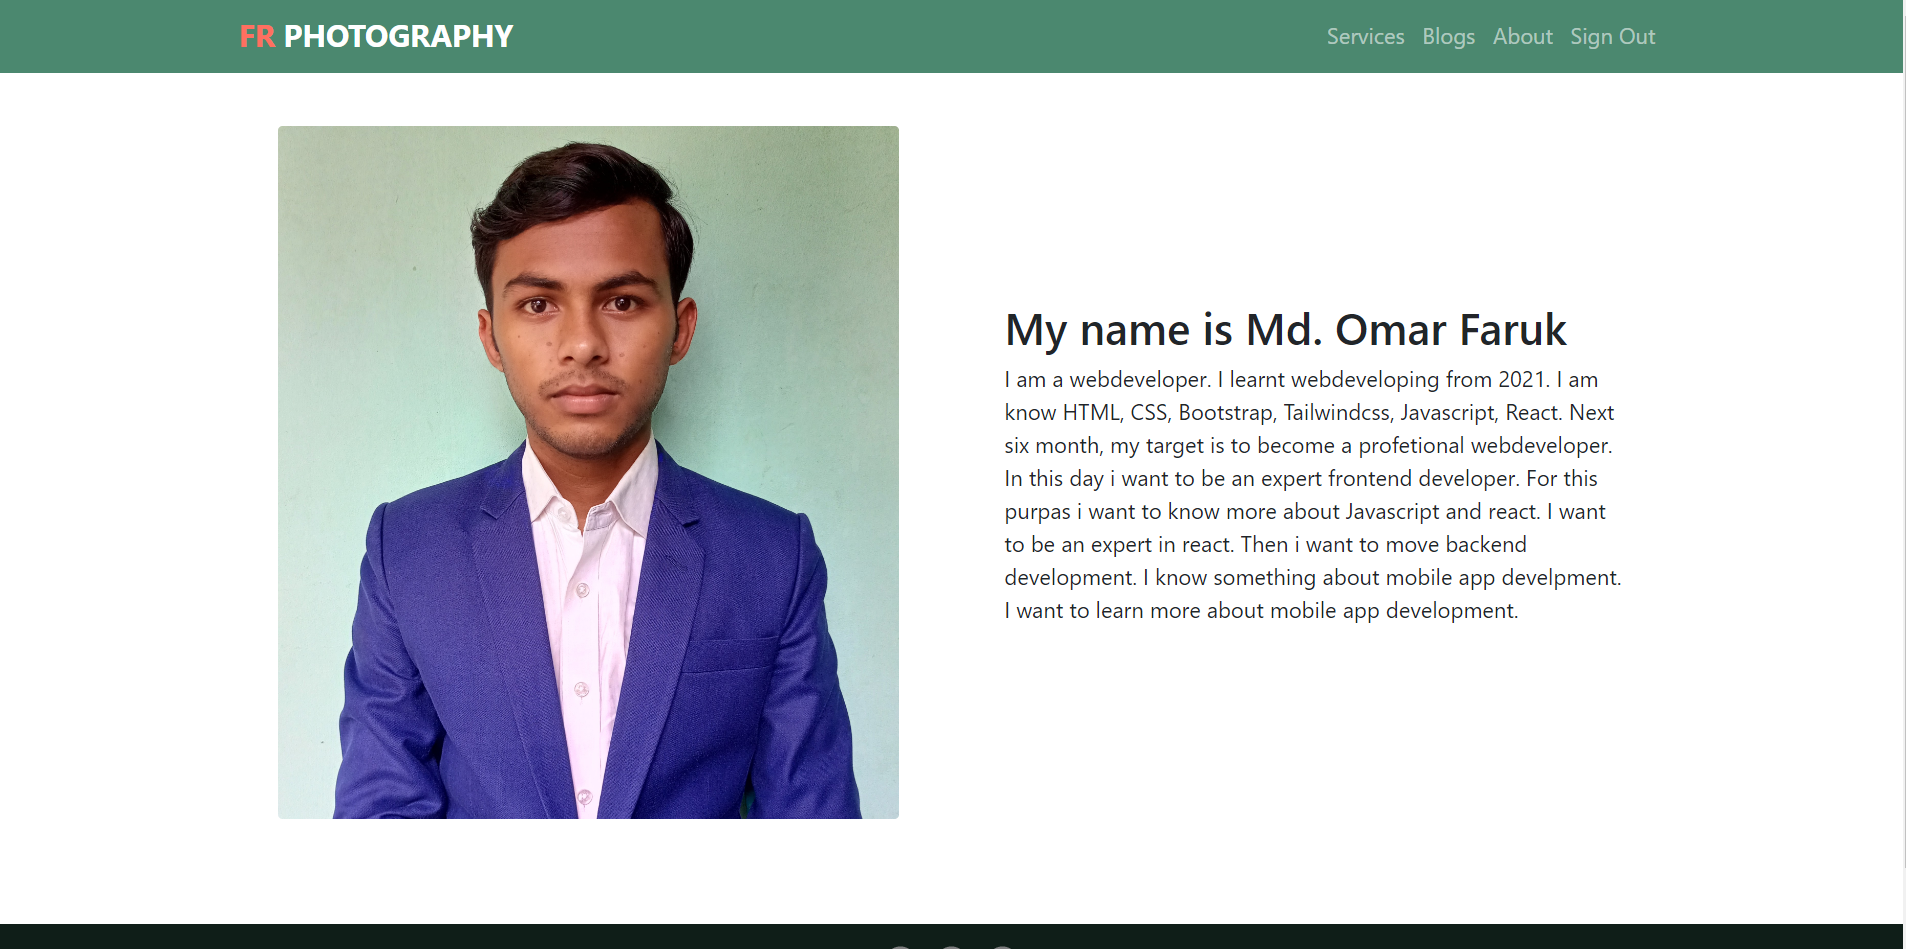 FR PHOTOGRAPHY
Services Blogs About Sign Out
My name is Md. Omar Faruk
I am a webdeveloper. I learnt webdeveloping from 2021. I am
know HTML, CSS, Bootstrap, Tailwindcss, Javascript, React. Next
six month, my target is to become a profetional webdeveloper.
In this day i want to be an expert frontend developer. For this
purpas i want to know more about Javascript and react. I want
to be an expert in react. Then i want to move backend
development. I know something about mobile app develpment.
I want to learn more about mobile app development.